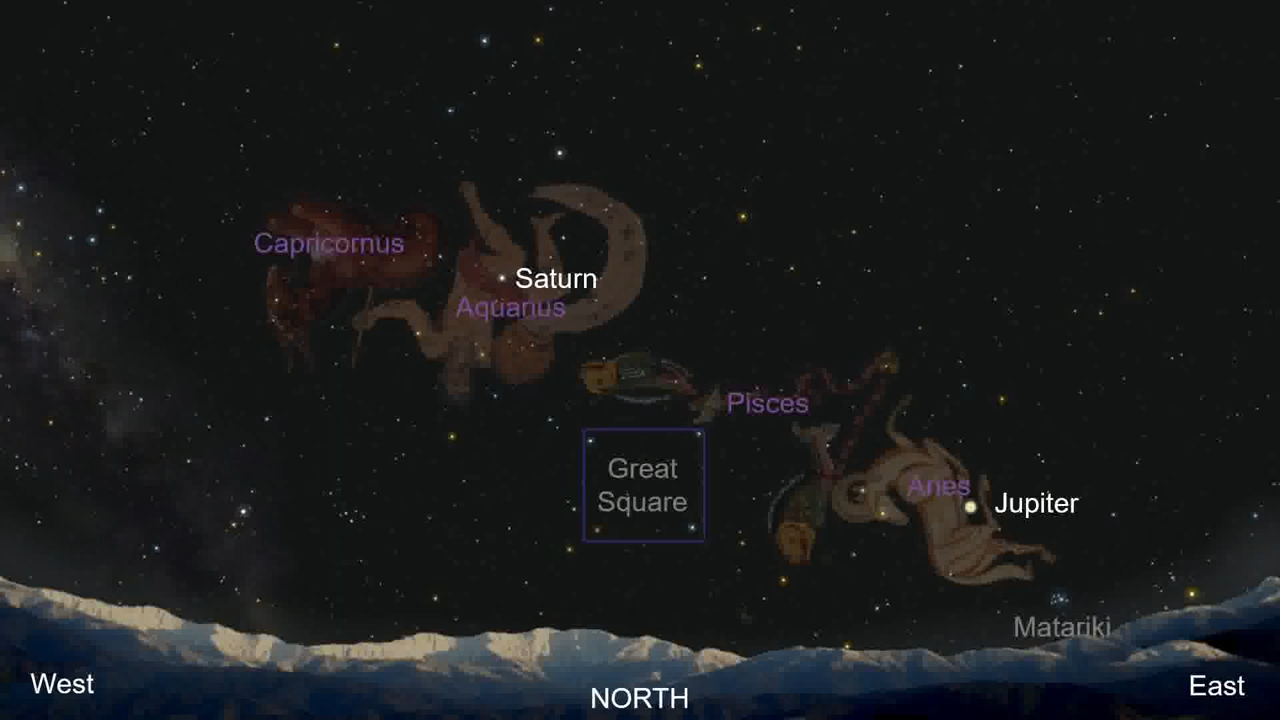 Capricornus
Saturn
Aquarius
Pisces
Great
Square
Aries
Jupiter
Matariki
West
NORTH
East